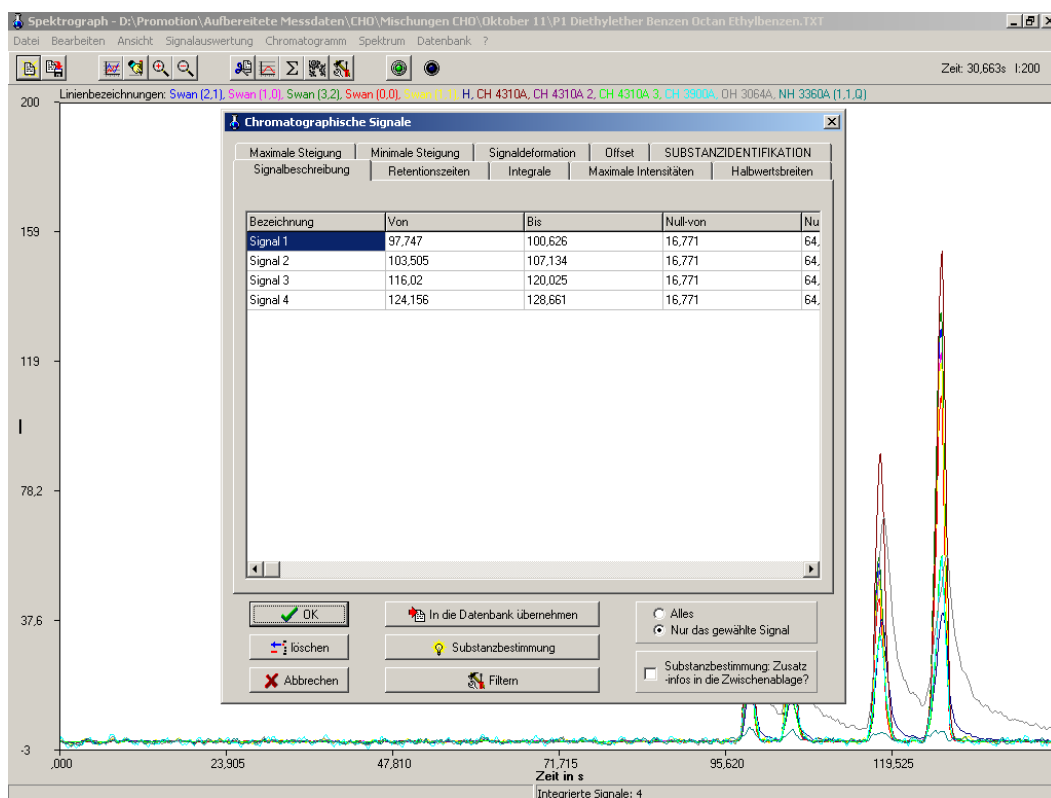 Spektrograph - D:\Promotion\Aufbereitete Messdaten\CHO\Mischungen CHO\Oktober 11\P1 Diethylether Benzen Octan Ethylbenzen.TXT
Datei Bearbeiten Ansicht Signalauswertung Chromatogramm Spektrum Datenbank ?
Zeit: 30,663s I:200
Linienbezeichnungen: Swan (2,1), Swan (1,0), Swan (3,2), Swan (0,0), Swan (1,1), H, CH 4310A, CH 4310A 2, CH 4310A 3, CH 3900A, OH 3064A, NH 3360A (1,1,Q)
200
159
119
I
78,2
37,6
-3
Chromatographische Signale
Maximale Steigung Minimale Steigung Signaldeformation Offset SUBSTANZIDENTIFIKATION
Signalbeschreibung Retentionszeiten Integrale Maximale Intensitäten Halbwertsbreiten
Bezeichnung Von Bis Null-von Nu
Signal 1 97,747 100,626 16,771 64,
Signal 2 103,505 107,134 16,771 64,
Signal 3 116,02 120,025 16,771 64,
Signal 4 124,156 128,661 16,771 64,
OK In die Datenbank übernehmen Alles
Nur das gewählte Signal
löschen Substanzbestimmung
Abbrechen Filtern
Substanzbestimmung: Zusatz
-infos in die Zwischenablage?
,000 23,905 47,810 71,715 95,620 119,525
Zeit in s
Integrierte Signale: 4